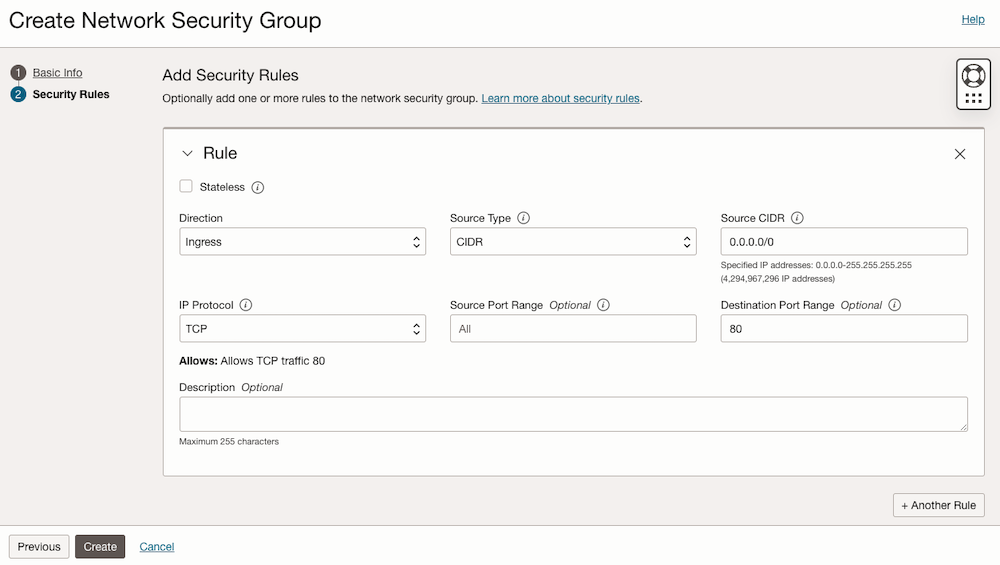 Create Network Security Group
Help
1 Basic Info
2 Security Rules
Add Security Rules
Optionally add one or more rules to the network security group. Learn more about security rules.
Rule
Stateless
Direction
Source Type
Source CIDR
Ingress
CIDR
0.0.0.0/0
Specified IP addresses: 0.0.0.0-255.255.255.255
(4,294,967,296 IP addresses)
IP Protocol
Source Port Range Optional
Destination Port Range Optional
TCP
All
80
Allows: Allows TCP traffic 80
Description Optional
Maximum 255 characters
+ Another Rule
Previous
Create
Cancel